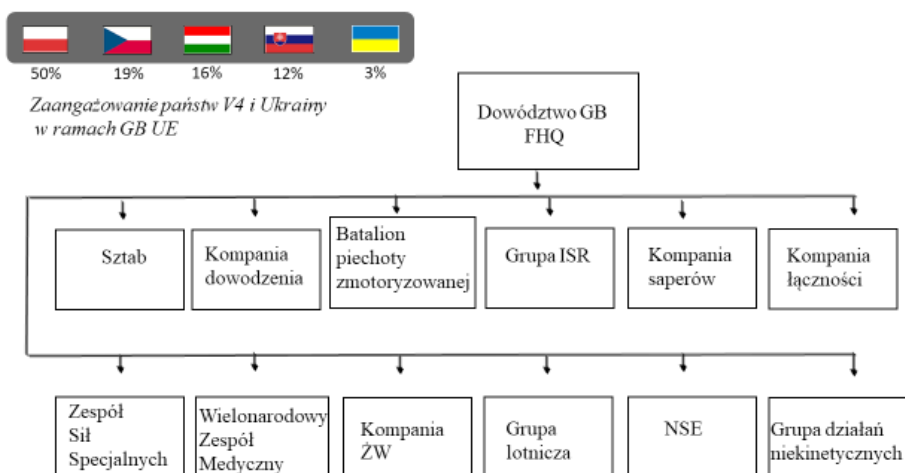 50% 19% 16% 12% 3%
Zaangażowanie państw V4 i Ukrainy
w ramach GB UE
Dowództwo GB
FHQ
Sztab
Kompania
dowodzenia
Batalion
piechoty
zmotoryzowanej
Grupa ISR
Kompania
saperów
Kompania
łączności
Zespół
Sił
Specjalnych
Wielonarodowy
Zespół
Medyczny
Kompania
ŻW
Grupa
lotnicza
NSE
Grupa działań
niekinetycznych